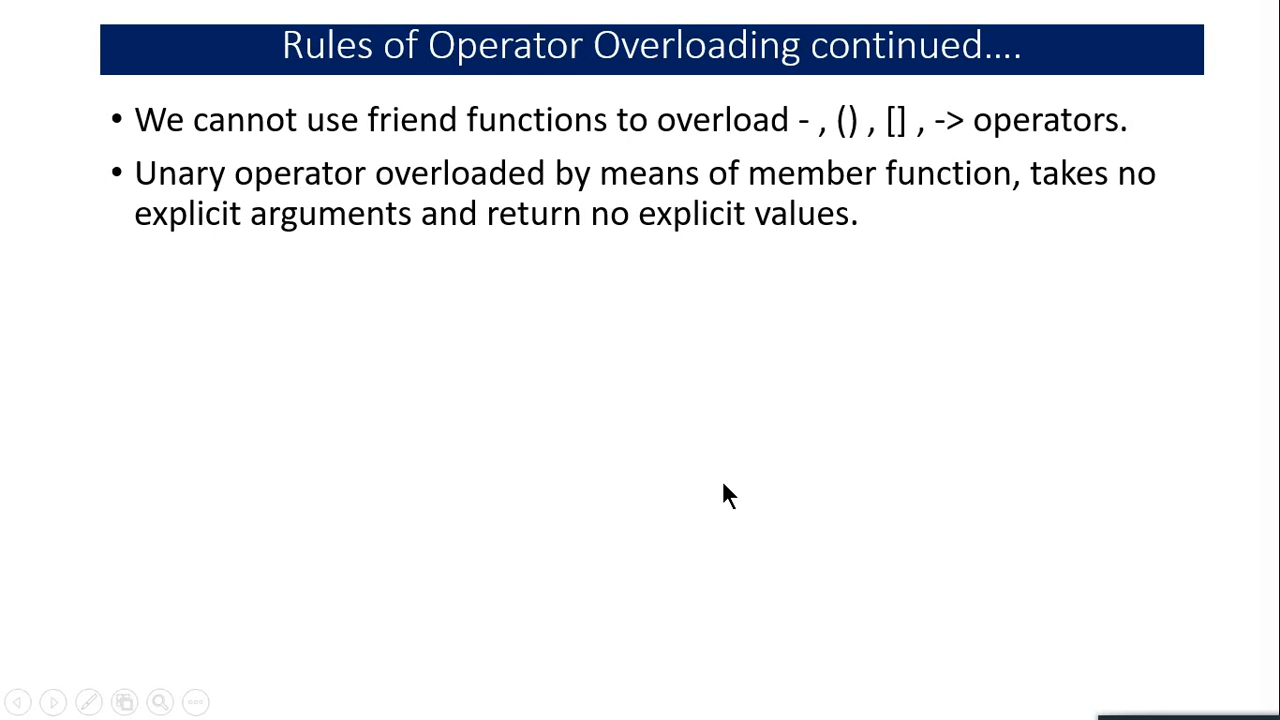 Rules of Operator Overloading continued....
• We cannot use friend functions to overload - , () , [] , -> operators.
• Unary operator overloaded by means of member function, takes no
explicit arguments and return no explicit values.